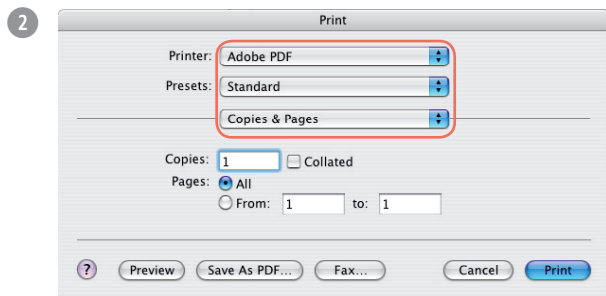 2
Print
Printer: Adobe PDF
Presets: Standard
Copies & Pages
Copies: 1 Collated
Pages: All
From: 1 to: 1
? Preview Save As PDF... Fax... Cancel Print